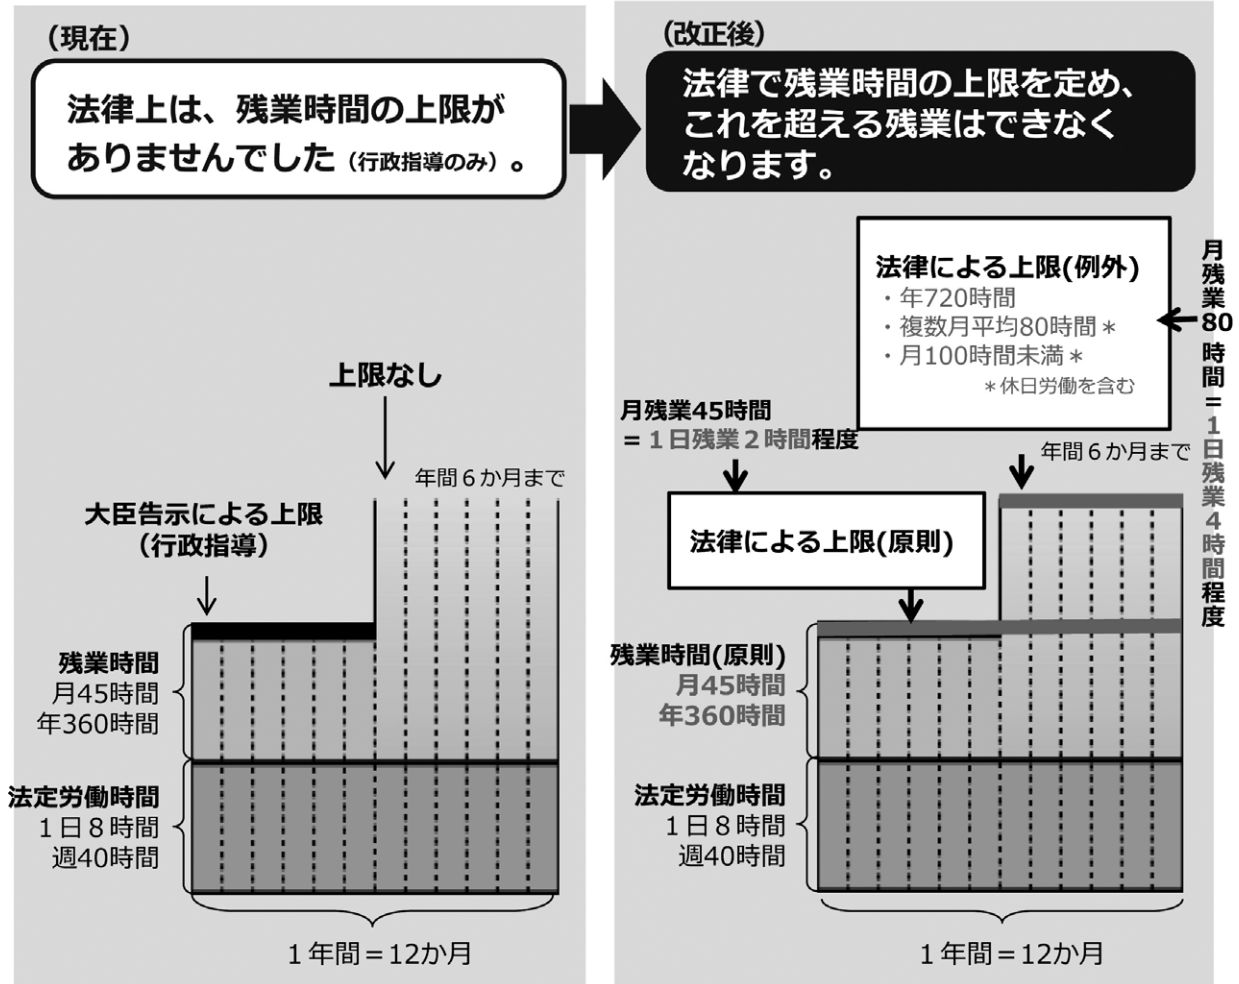 （現在）
法律上は、残業時間の上限が
ありませんでした（行政指導のみ）。
上限なし
年間６か月まで
大臣告示による上限
（行政指導）
残業時間
月45時間
年360時間
法定労働時間
１日８時間
週40時間
１年間＝12か月
（改正後）
法律で残業時間の上限を定め、
これを超える残業はできなく
なります。
法律による上限(例外)
・年720時間
・複数月平均80時間＊
・月100時間未満＊
＊休日労働を含む
月残業80時間＝１日残業４時間程度
月残業45時間
＝１日残業２時間程度
年間６か月まで
法律による上限(原則)
残業時間(原則)
月45時間
年360時間
法定労働時間
１日８時間
週40時間
１年間＝12か月